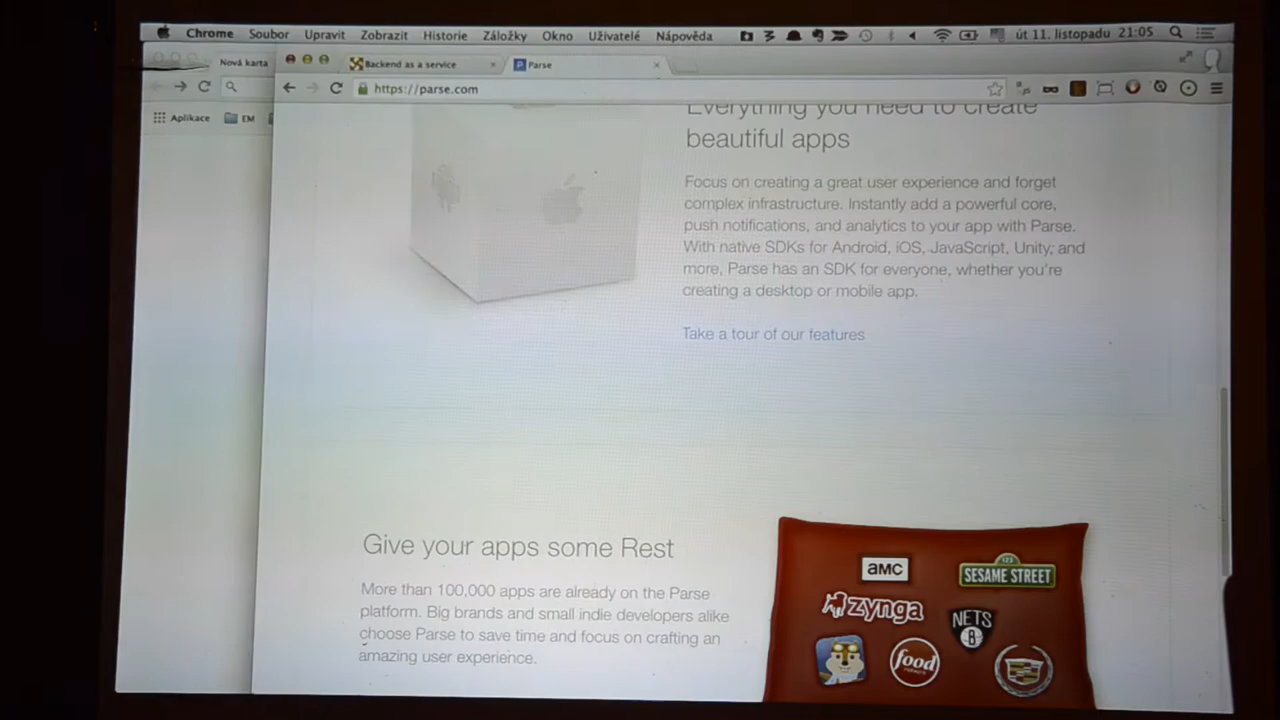 Chrome Soubor Upravit Zobrazit Historie Záložky Okno Uživatelé Nápověda út 11. listopadu 21:05
Nová karta
Backend as a service
Parse
https://parse.com
Aplikace EM
Everything you need to create
beautiful apps
Focus on creating a great user experience and forget
complex infrastructure. Instantly add a powerful core,
push notifications, and analytics to your app with Parse.
With native SDKs for Android, iOS, JavaScript, Unity, and
more, Parse has an SDK for everyone, whether you're
creating a desktop or mobile app.
Take a tour of our features
Give your apps some Rest
More than 100,000 apps are already on the Parse
platform. Big brands and small indie developers alike
choose Parse to save time and focus on crafting an
amazing user experience.
aMC
123
SESAME STREET
zynga
NETS
B
food